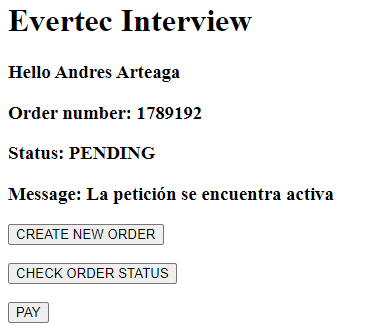 Evertec Interview
Hello Andres Arteaga
Order number: 1789192
Status: PENDING
Message: La petición se encuentra activa
CREATE NEW ORDER
CHECK ORDER STATUS
PAY